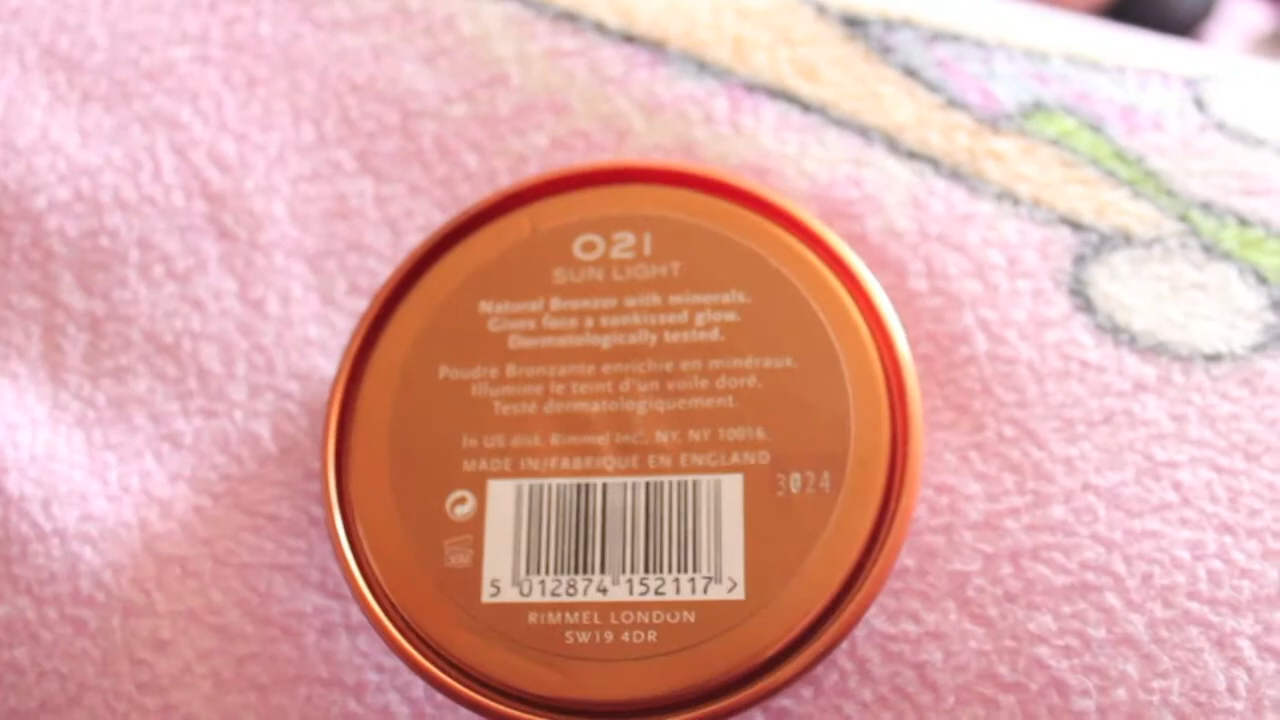 021
SUN LIGHT
Natural Bronzer with minerals.
Gives face a sunkissed glow.
Dermatologically tested.
Poudre Bronzante enrichie en minéraux.
Illumine le teint d'un voile doré.
Testé dermatologiquement.
In US dist. Rimmel Inc. NY, NY 10016.
MADE IN/FABRIQUE EN ENGLAND
3024
5 012874 152117 >
RIMMEL LONDON
SW19 4DR